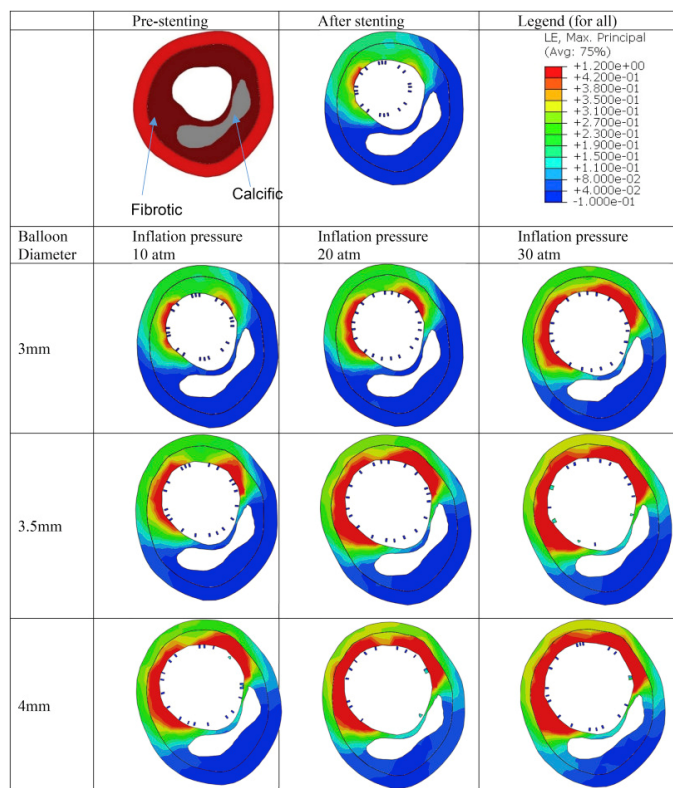 Pre-stenting After stenting Legend (for all)
LE, Max. Principal
(Avg: 75%)
+1.200e+00
+4.200e-01
+3.800e-01
+3.500e-01
+3.100e-01
+2.700e-01
+2.300e-01
+1.900e-01
+1.500e-01
+1.100e-01
+8.000e-02
+4.000e-02
-1.000e-01
Fibrotic
Calcific
Balloon Diameter
Inflation pressure 10 atm
Inflation pressure 20 atm
Inflation pressure 30 atm
3mm
3.5mm
4mm